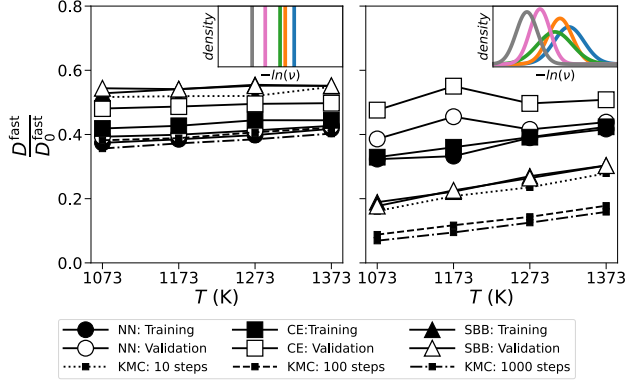 0.8
0.6
0.4
0.2
0.0
D^fast
D_0^fast
density
−ln(ν)
1073 1173 1273 1373
T (K)
density
−ln(ν)
1073 1173 1273 1373
T (K)
NN: Training CE:Training SBB: Training
NN: Validation CE: Validation SBB: Validation
KMC: 10 steps KMC: 100 steps KMC: 1000 steps